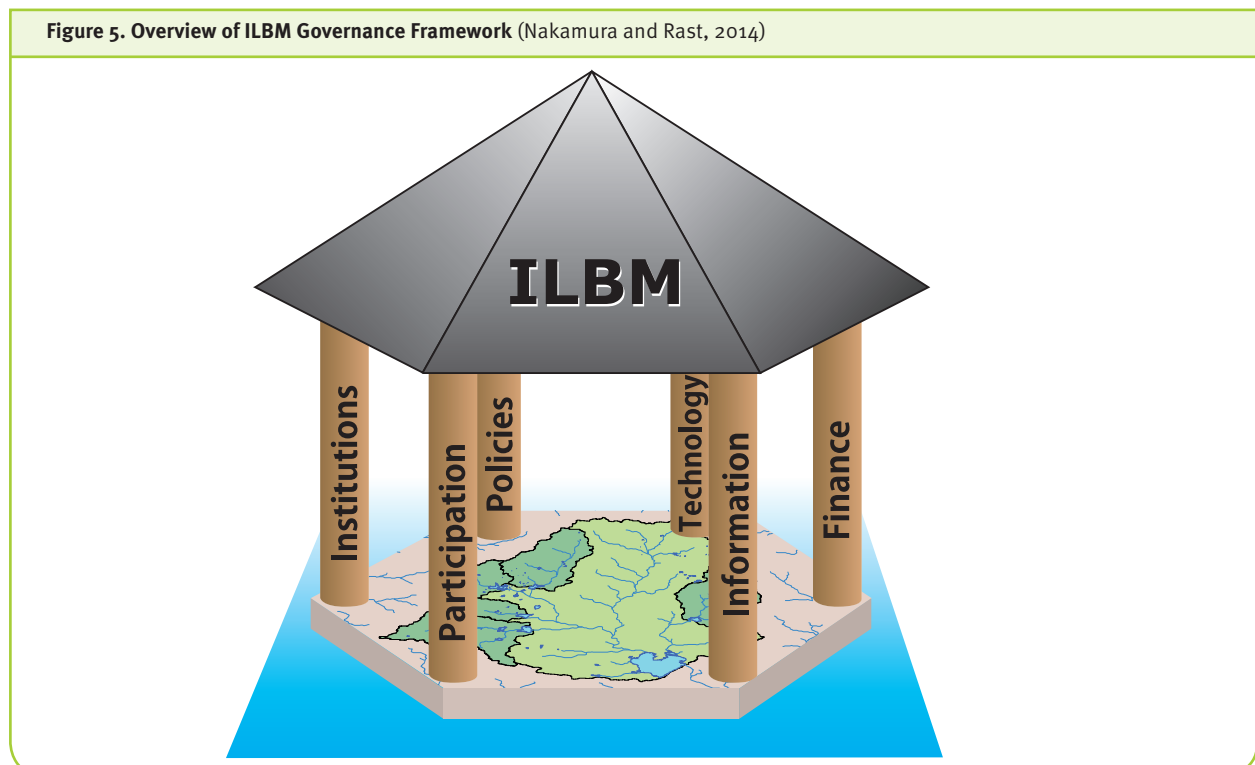 Figure 5. Overview of ILBM Governance Framework (Nakamura and Rast, 2014)
ILBM
Institutions
Participation
Policies
Technology
Information
Finance